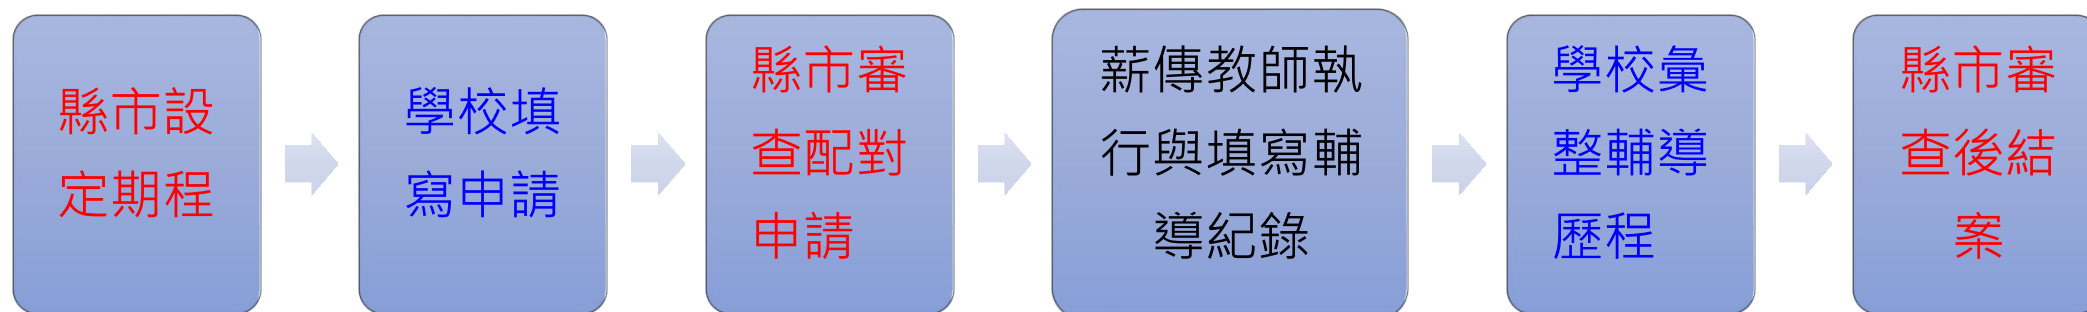 縣市設
定期程
學校填
寫申請
縣市審
查配對
申請
薪傳教師執
行與填寫輔
導紀錄
學校彙
整輔導
歷程
縣市審
查後結
案